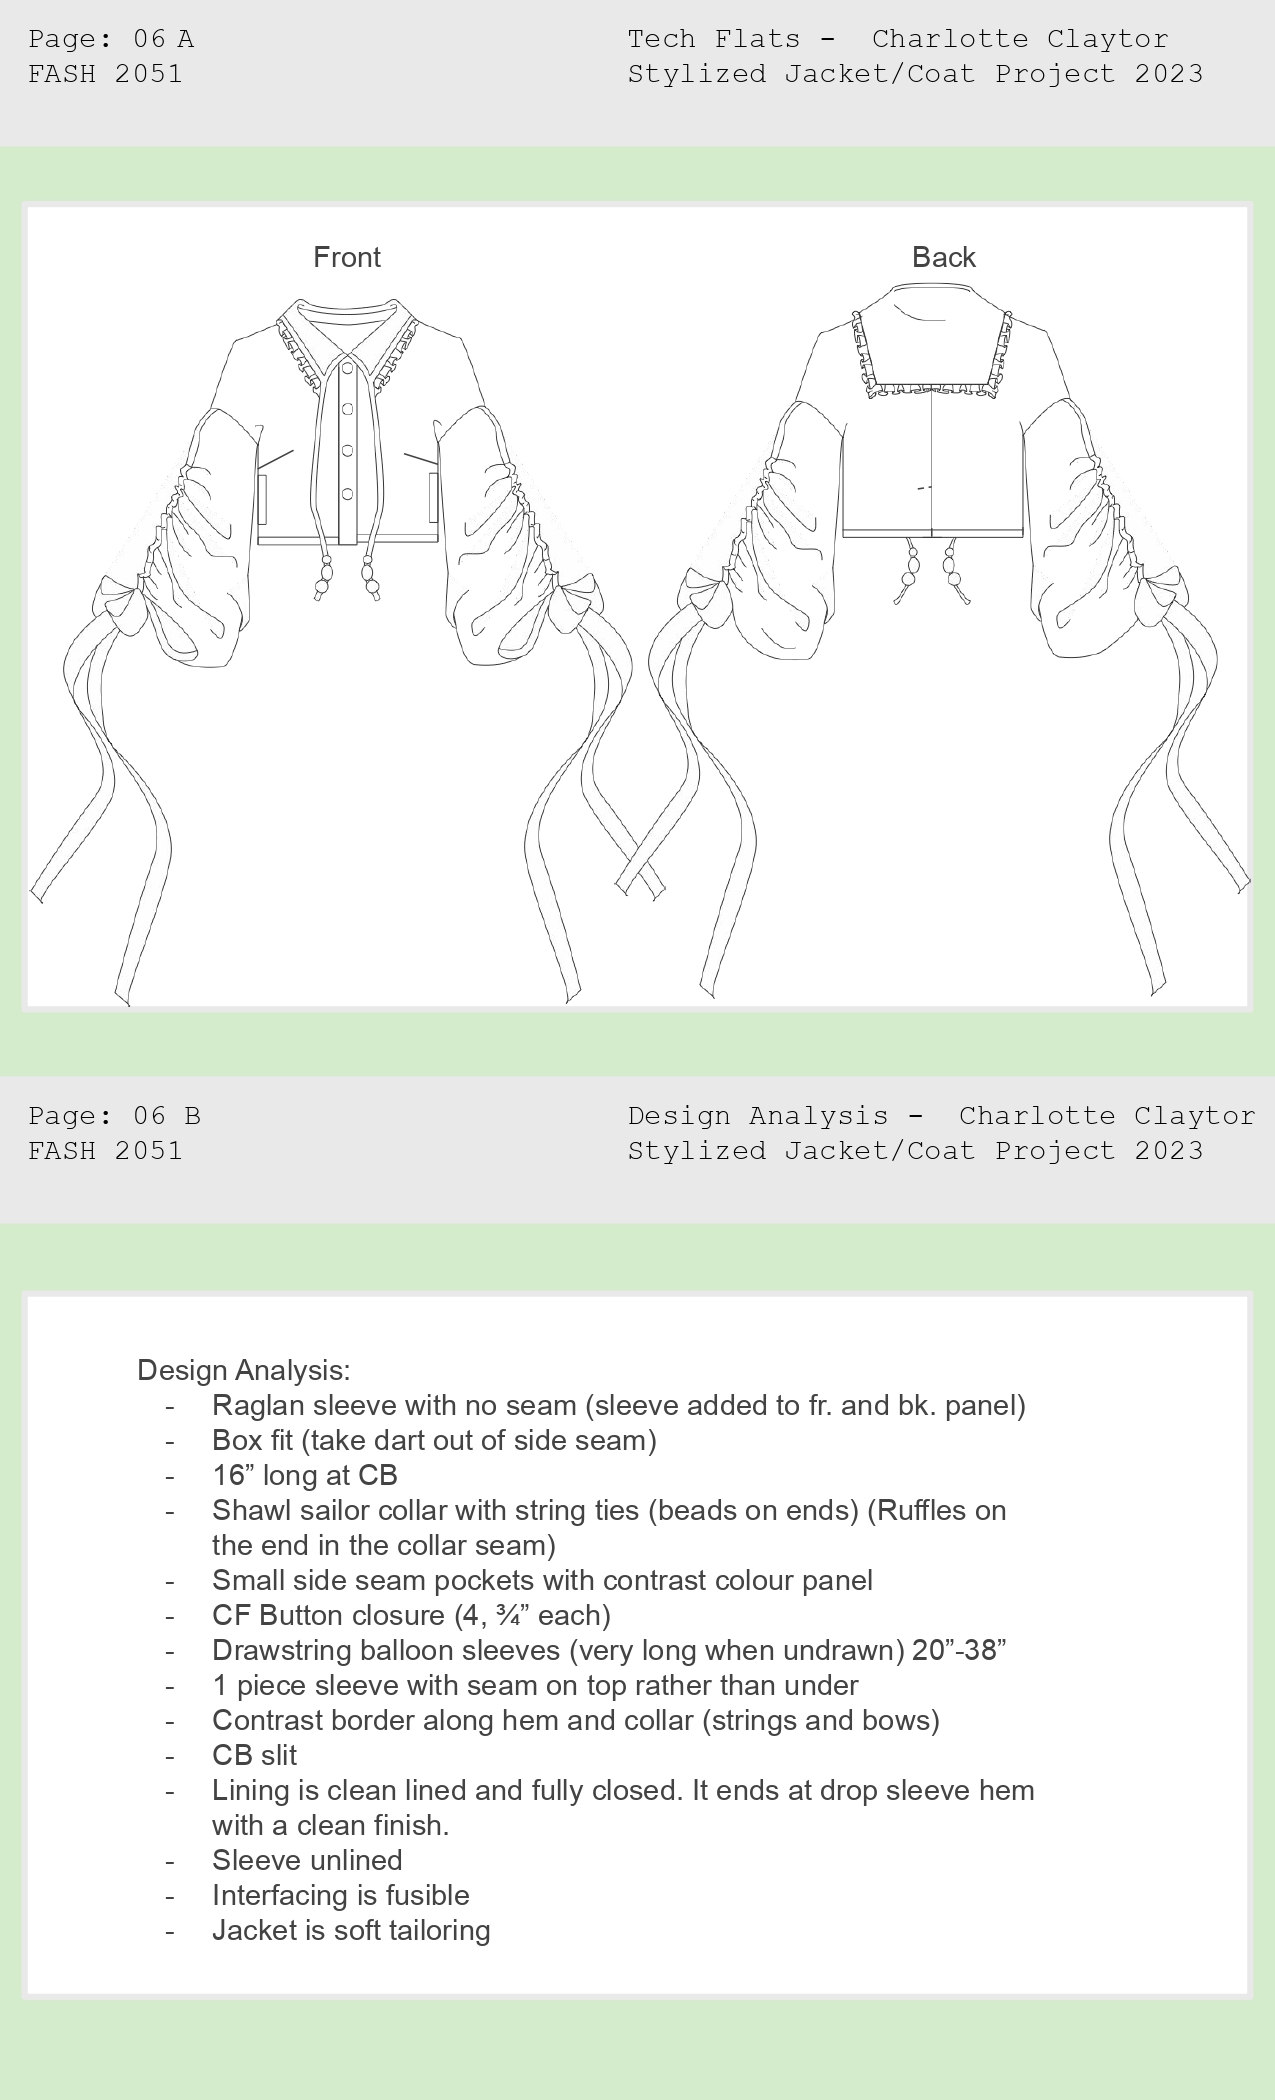 Page: 06 A
FASH 2051
Tech Flats -  Charlotte Claytor
Stylized Jacket/Coat Project 2023
Front
Back
Page: 06 B
FASH 2051
Design Analysis -  Charlotte Claytor
Stylized Jacket/Coat Project 2023
Design Analysis:
- Raglan sleeve with no seam (sleeve added to fr. and bk. panel)
- Box fit (take dart out of side seam)
- 16” long at CB
- Shawl sailor collar with string ties (beads on ends) (Ruffles on
the end in the collar seam)
- Small side seam pockets with contrast colour panel
- CF Button closure (4, ¾” each)
- Drawstring balloon sleeves (very long when undrawn) 20”-38”
- 1 piece sleeve with seam on top rather than under
- Contrast border along hem and collar (strings and bows)
- CB slit
- Lining is clean lined and fully closed. It ends at drop sleeve hem
with a clean finish.
- Sleeve unlined
- Interfacing is fusible
- Jacket is soft tailoring